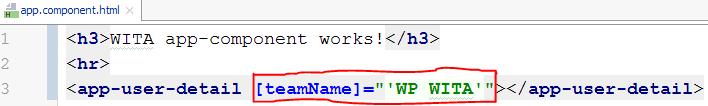 app.component.html
1 <h3>WITA app-component works!</h3>
2 <hr>
3 <app-user-detail [teamName]="'WP WITA'"></app-user-detail>